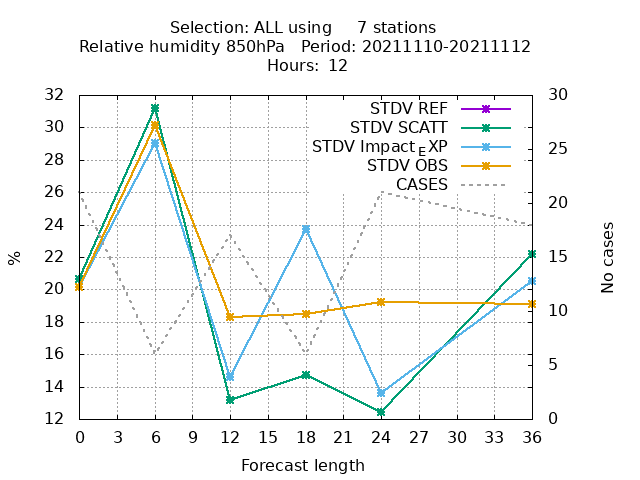 Selection: ALL using     7 stations
Relative humidity 850hPa   Period: 20211110-20211112
Hours: 12
32
30
28
26
24
22
20
18
16
14
12
%
STDV REF
STDV SCATT
STDV Impact_EXP
STDV OBS
CASES
30
25
20
15
10
5
0
No cases
0 3 6 9 12 15 18 21 24 27 30 33 36
Forecast length